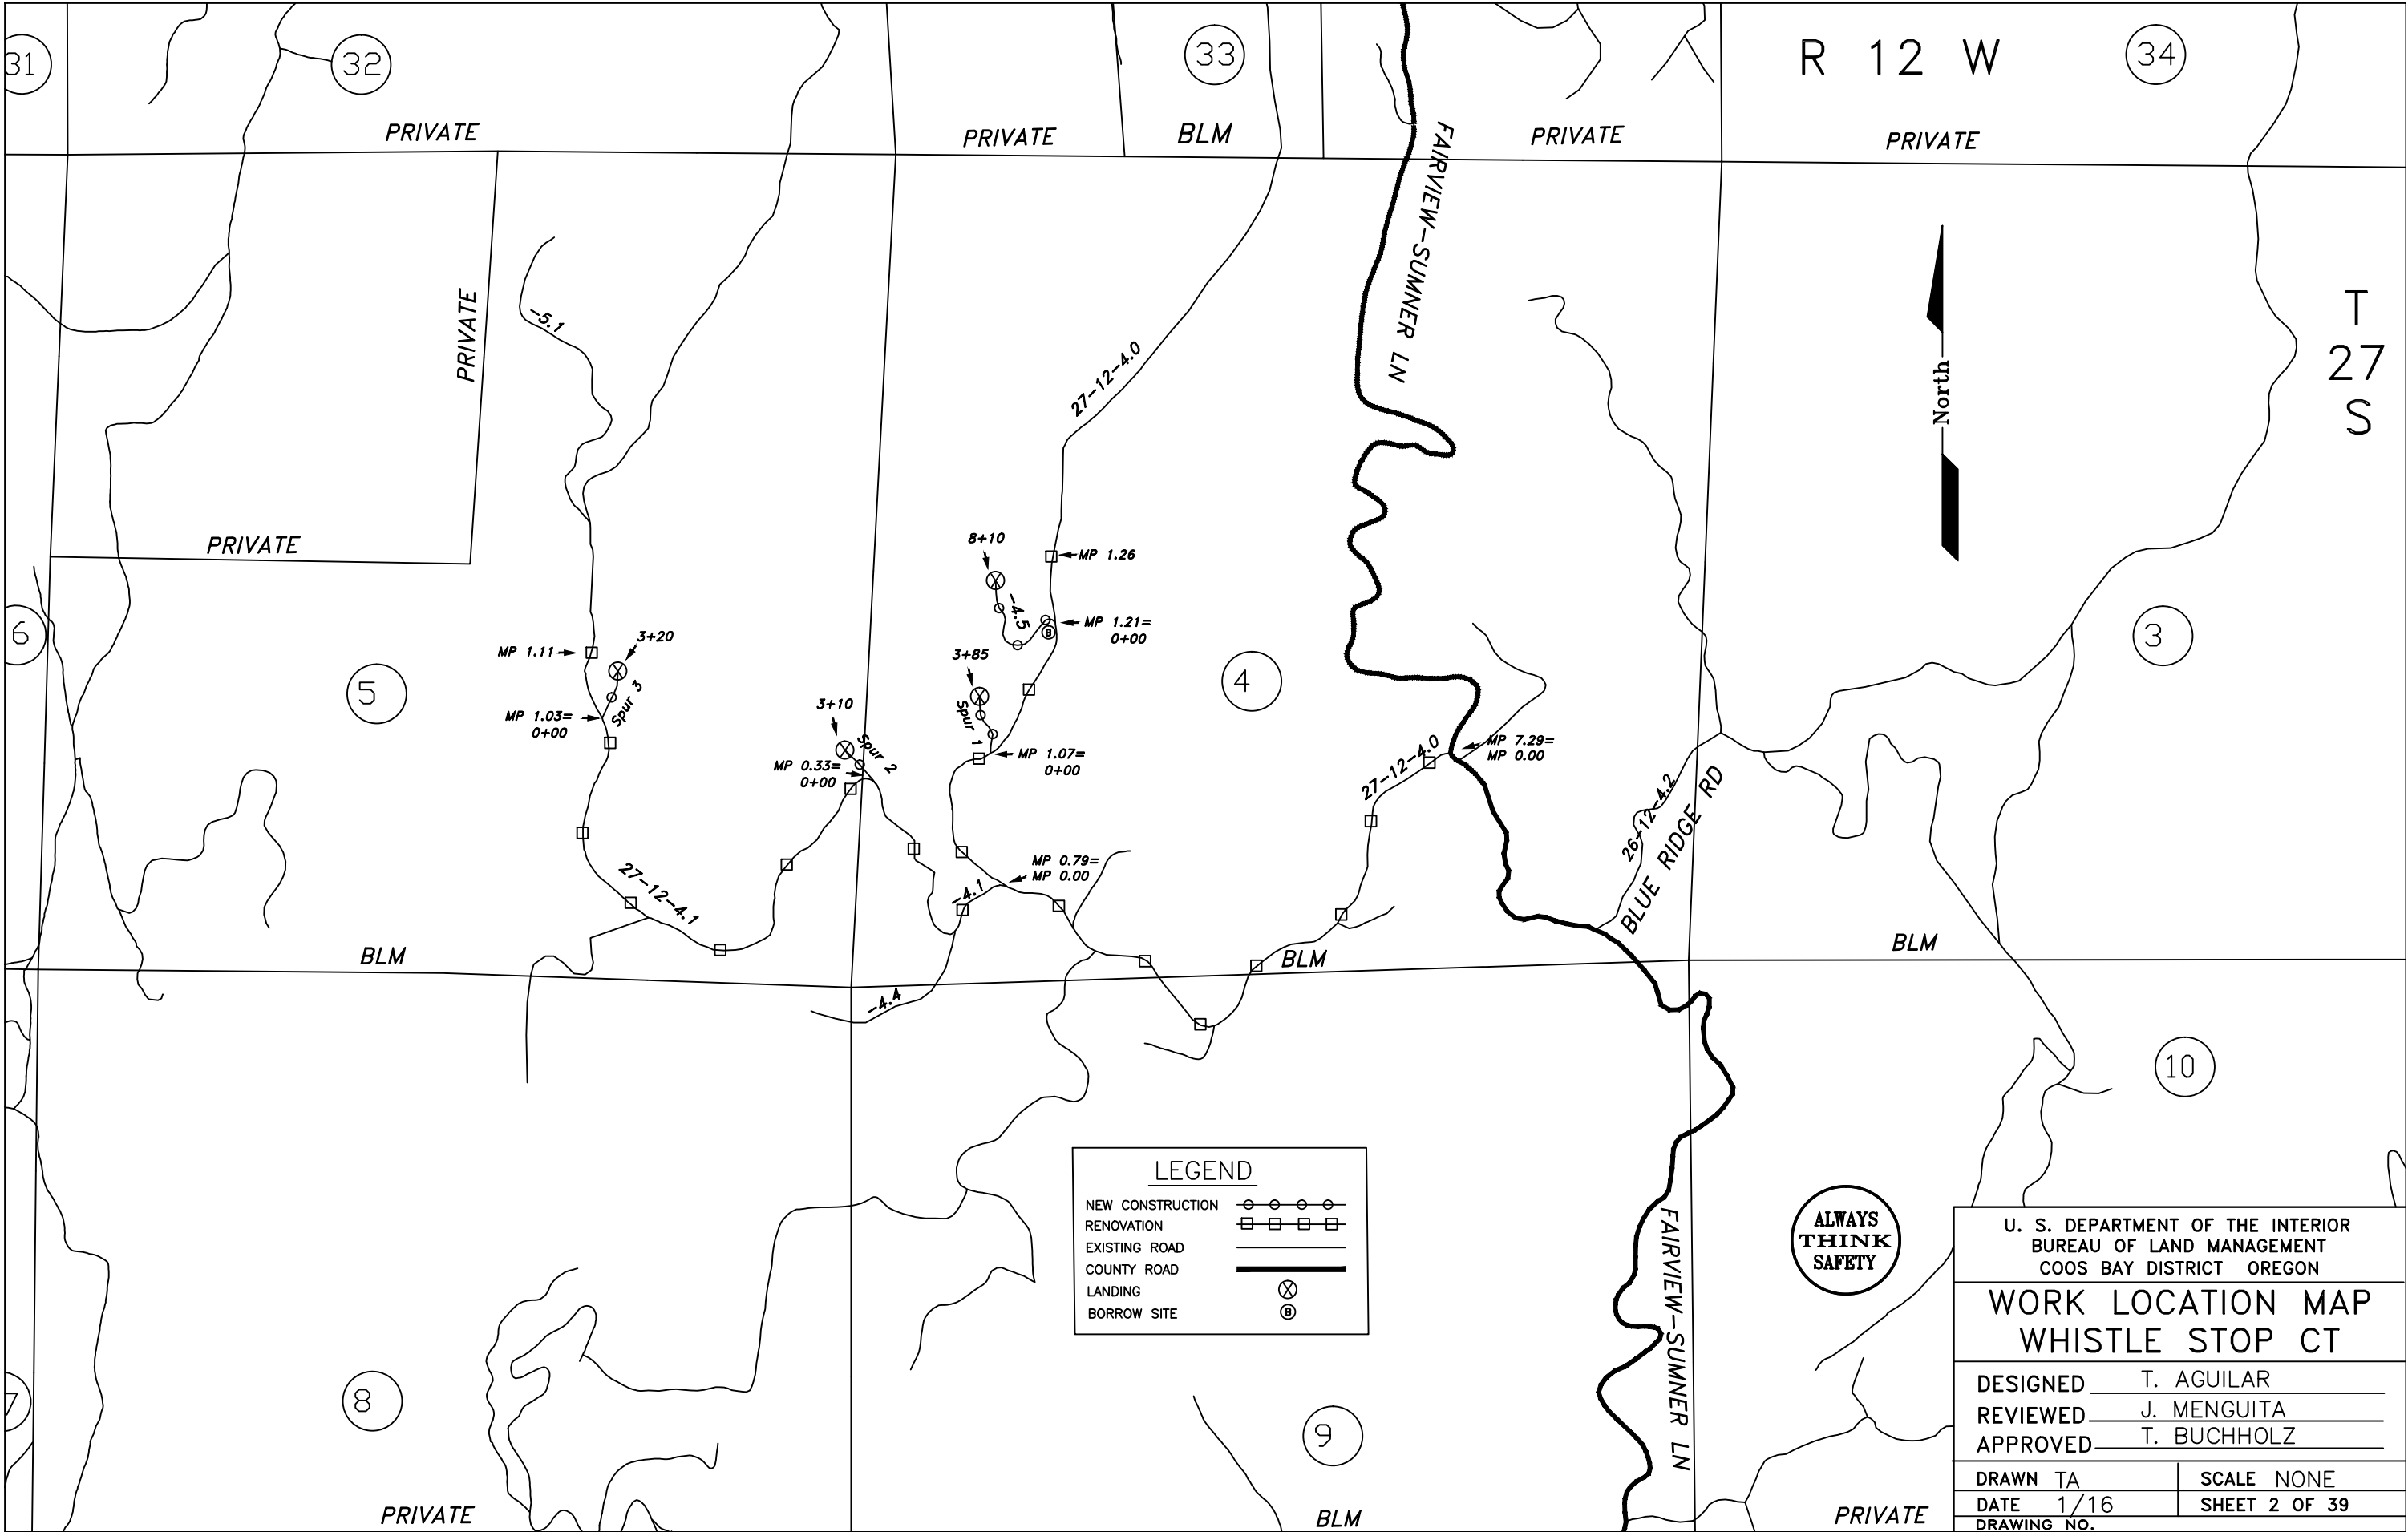 31
32
33
R 12 W
34
PRIVATE
PRIVATE
BLM
PRIVATE
PRIVATE
FAIRVIEW-SUMNER LN
T
27
S
North
PRIVATE
-5.1
27-12-4.0
PRIVATE
8+10
MP 1.26
-4.5
B
MP 1.21=
0+00
6
5
MP 1.11
3+20
Spur 3
MP 1.03=
0+00
3+85
Spur 1
MP 1.07=
0+00
4
3
3+10
Spur 2
MP 0.33=
0+00
27-12-4.0
MP 7.29=
MP 0.00
26-12-4.2
BLUE RIDGE RD
MP 0.79=
MP 0.00
-4.1
27-12-4.1
BLM
BLM
BLM
-4.4
10
LEGEND
NEW CONSTRUCTION
RENOVATION
EXISTING ROAD
COUNTY ROAD
LANDING
BORROW SITE
B
FAIRVIEW-SUMNER LN
ALWAYS
THINK
SAFETY
7
8
9
PRIVATE
BLM
PRIVATE
U. S. DEPARTMENT OF THE INTERIOR
BUREAU OF LAND MANAGEMENT
COOS BAY DISTRICT OREGON
WORK LOCATION MAP
WHISTLE STOP CT
DESIGNED T. AGUILAR
REVIEWED J. MENGUITA
APPROVED T. BUCHHOLZ
DRAWN TA
SCALE NONE
DATE 1/16
SHEET 2 OF 39
DRAWING NO.